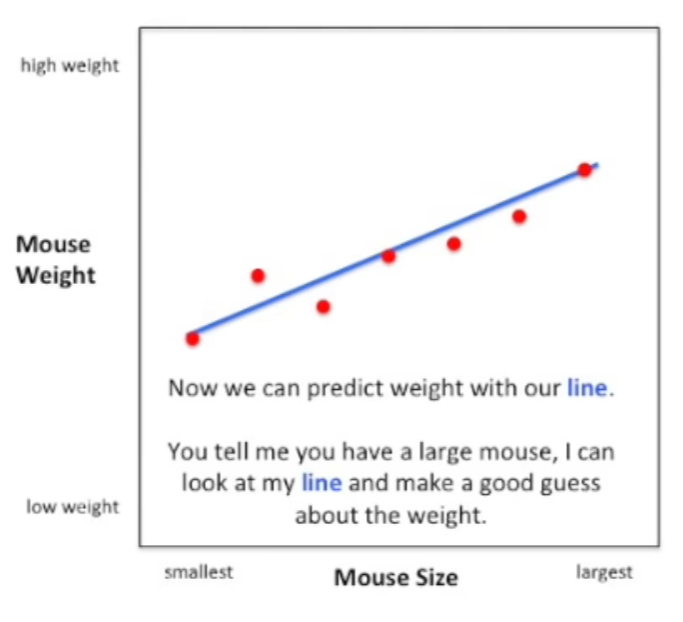 high weight
Mouse
Weight
Now we can predict weight with our line.
You tell me you have a large mouse, I can
look at my line and make a good guess
about the weight.
low weight
smallest
Mouse Size
largest